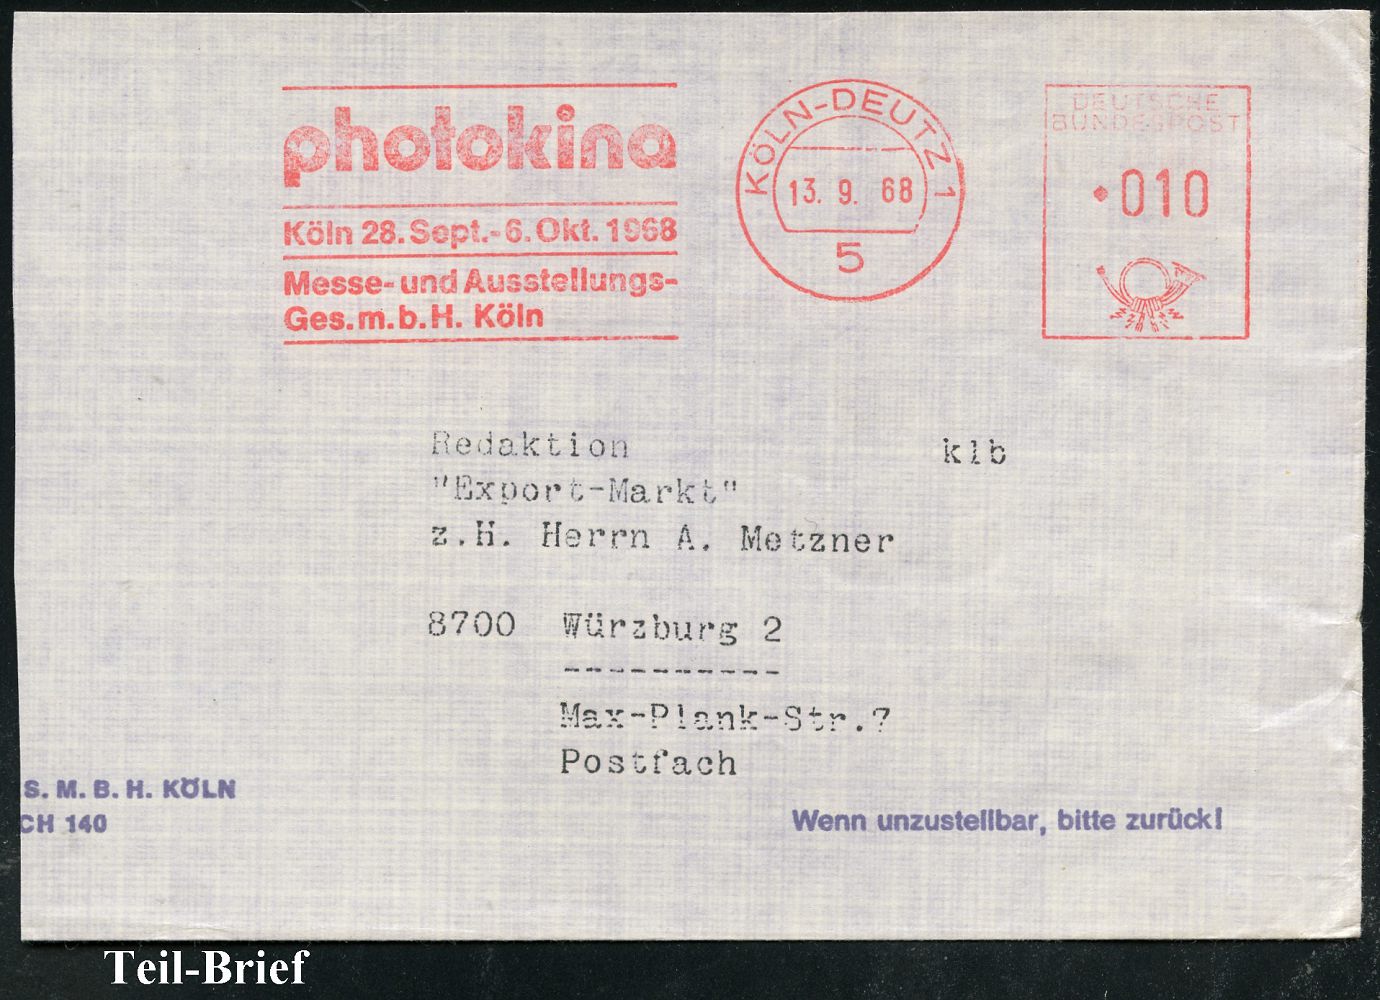 photokina
Köln 28. Sept.-6. Okt. 1968
Messe- und Ausstellungs-
Ges.m.b.H. Köln
KÖLN-DEUTZ 1
13. 9. 68
5
DEUTSCHE
BUNDESPOST
010
Redaktion klb
"Export-Markt"
z.H. Herrn A. Metzner
8700 Würzburg 2
----------
Max-Plank-Str.7
Postfach
S. M. B. H. KÖLN
CH 140
Wenn unzustellbar, bitte zurück!
Teil-Brief